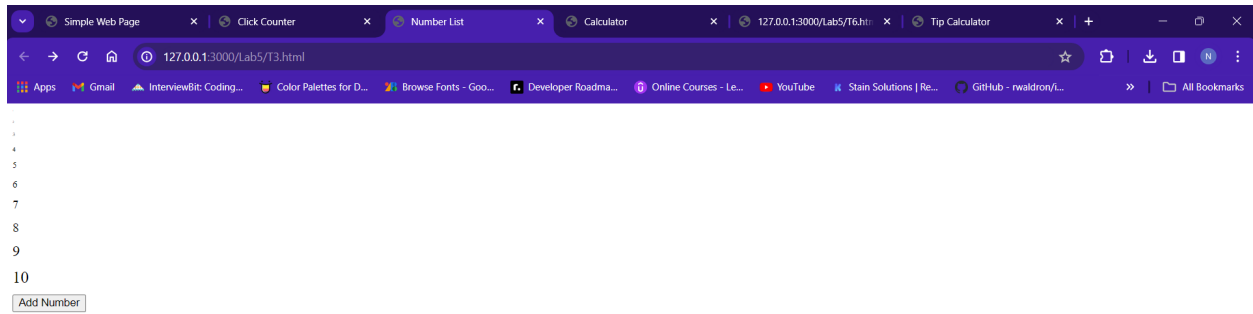 Simple Web Page Click Counter Number List Calculator 127.0.0.1:3000/Lab5/T6.htm Tip Calculator
127.0.0.1:3000/Lab5/T3.html N
Apps Gmail InterviewBit: Coding... Color Palettes for D... Browse Fonts - Goo... Developer Roadma... Online Courses - Le... YouTube Stain Solutions | Re... GitHub - rwaldron/i... » All Bookmarks
4
5
6
7
8
9
10
Add Number